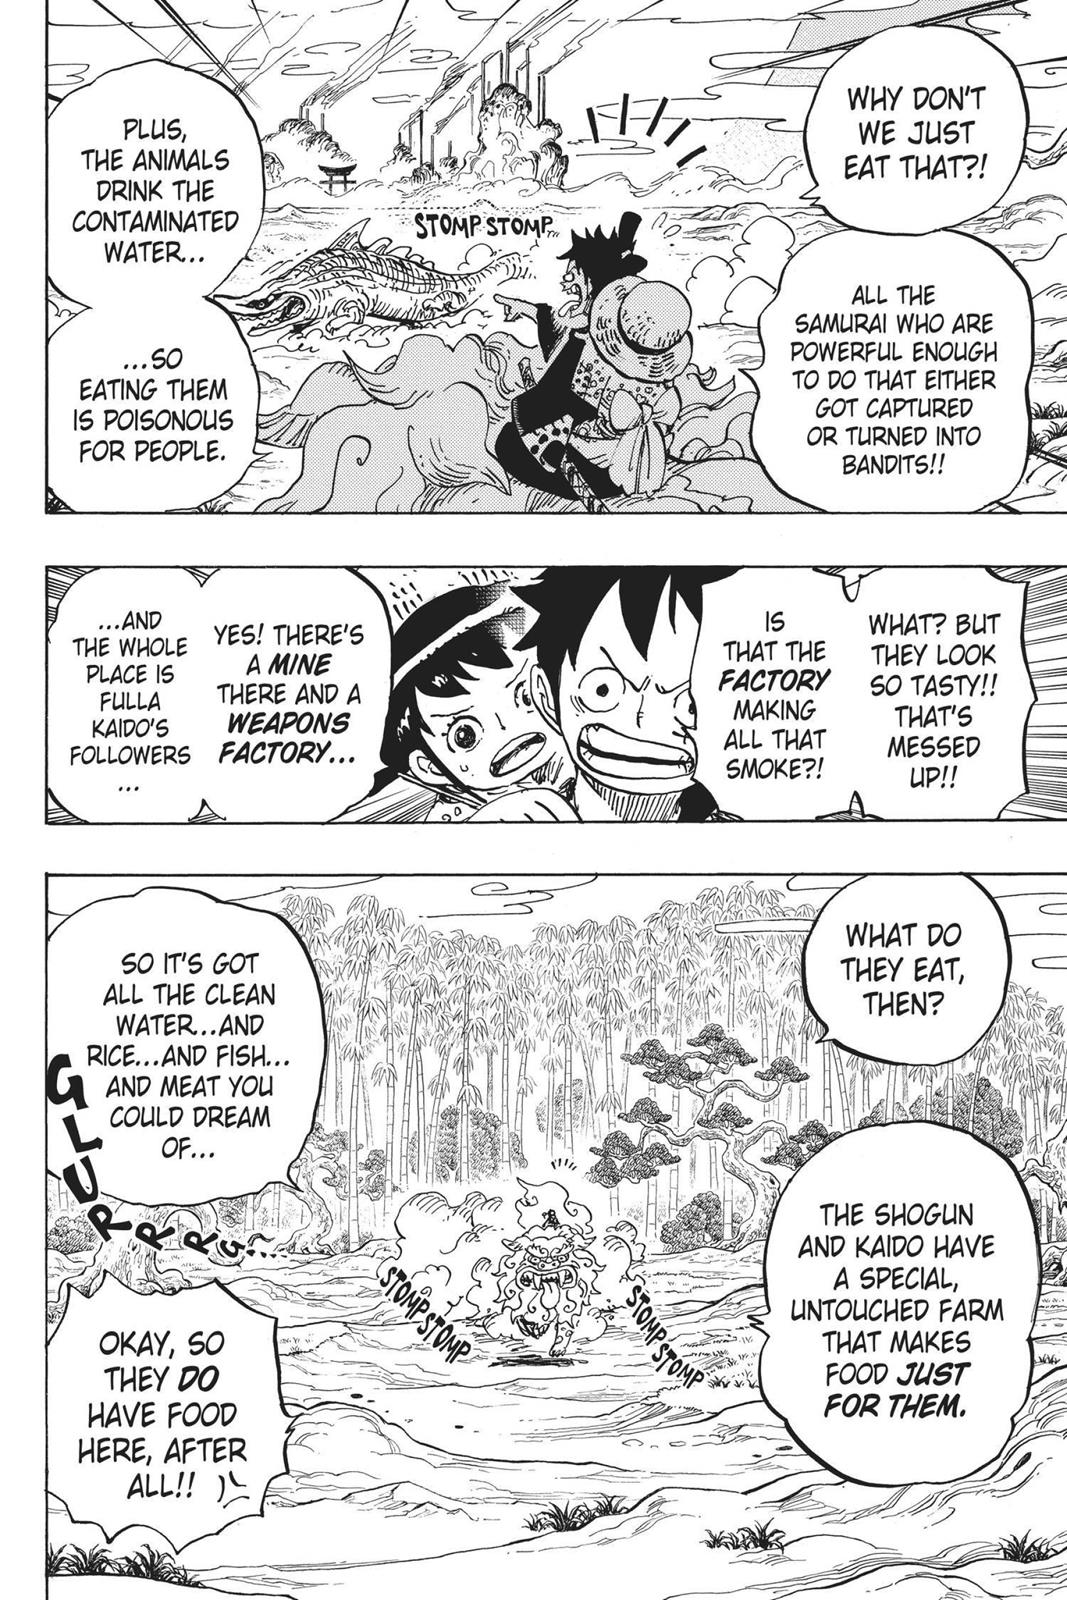 WHY DON'T
WE JUST
EAT THAT?!
ALL THE
SAMURAI WHO ARE
POWERFUL ENOUGH
TO DO THAT EITHER
GOT CAPTURED
OR TURNED INTO
BANDITS!!
STOMP STOMP...
PLUS,
THE ANIMALS
DRINK THE
CONTAMINATED
WATER...
...SO
EATING THEM
IS POISONOUS
FOR PEOPLE.
WHAT? BUT
THEY LOOK
SO TASTY!!
THAT'S
MESSED
UP!!
IS
THAT THE
FACTORY
MAKING
ALL THAT
SMOKE?!
YES! THERE'S
A MINE
THERE AND A
WEAPONS
FACTORY...
...AND
THE WHOLE
PLACE IS
FULLA
KAIDO'S
FOLLOWERS
...
WHAT DO
THEY EAT,
THEN?
THE SHOGUN
AND KAIDO HAVE
A SPECIAL,
UNTOUCHED FARM
THAT MAKES
FOOD JUST
FOR THEM.
STOMP STOMP
STOMP STOMP
SO IT'S GOT
ALL THE CLEAN
WATER...AND
RICE...AND FISH...
AND MEAT YOU
COULD DREAM
OF...
GLURRRG......
OKAY, SO
THEY DO
HAVE FOOD
HERE, AFTER
ALL!!